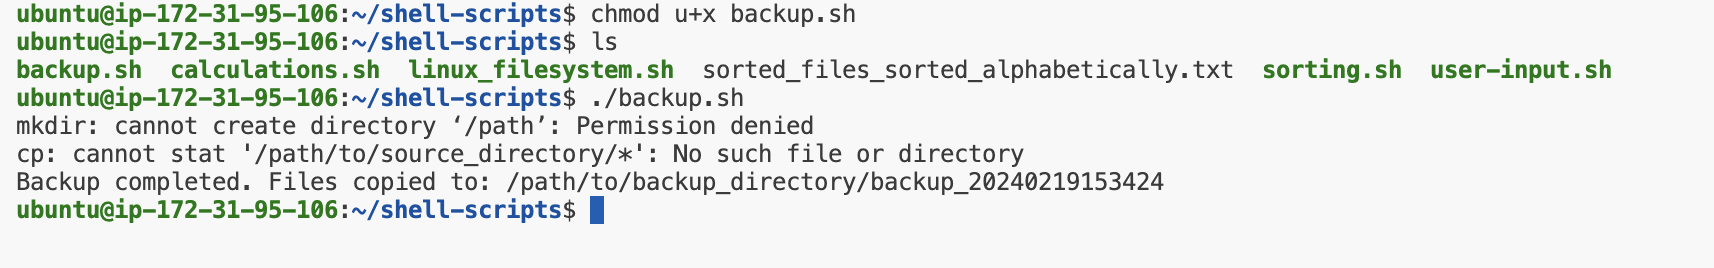 ubuntu@ip-172-31-95-106:~/shell-scripts$ chmod u+x backup.sh
ubuntu@ip-172-31-95-106:~/shell-scripts$ ls
backup.sh  calculations.sh  linux_filesystem.sh  sorted_files_sorted_alphabetically.txt  sorting.sh  user-input.sh
ubuntu@ip-172-31-95-106:~/shell-scripts$ ./backup.sh
mkdir: cannot create directory ‘/path’: Permission denied
cp: cannot stat '/path/to/source_directory/*': No such file or directory
Backup completed. Files copied to: /path/to/backup_directory/backup_20240219153424
ubuntu@ip-172-31-95-106:~/shell-scripts$